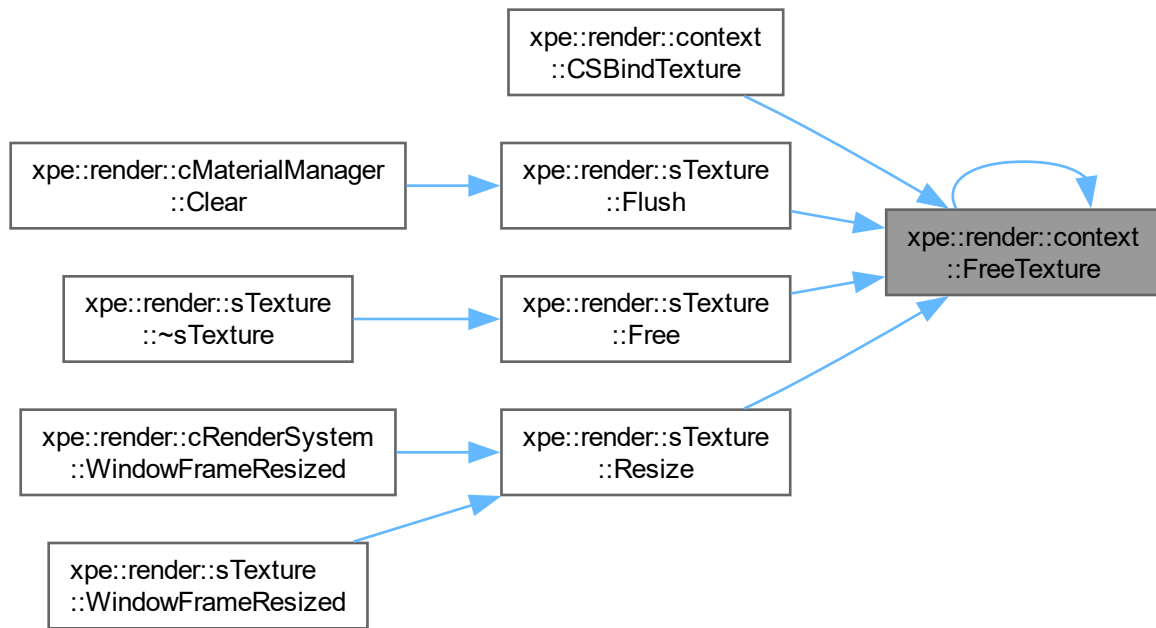 xpe::render::context
::CSBindTexture
xpe::render::cMaterialManager
::Clear
xpe::render::sTexture
::Flush
xpe::render::context
::FreeTexture
xpe::render::sTexture
::~sTexture
xpe::render::sTexture
::Free
xpe::render::cRenderSystem
::WindowFrameResized
xpe::render::sTexture
::Resize
xpe::render::sTexture
::WindowFrameResized